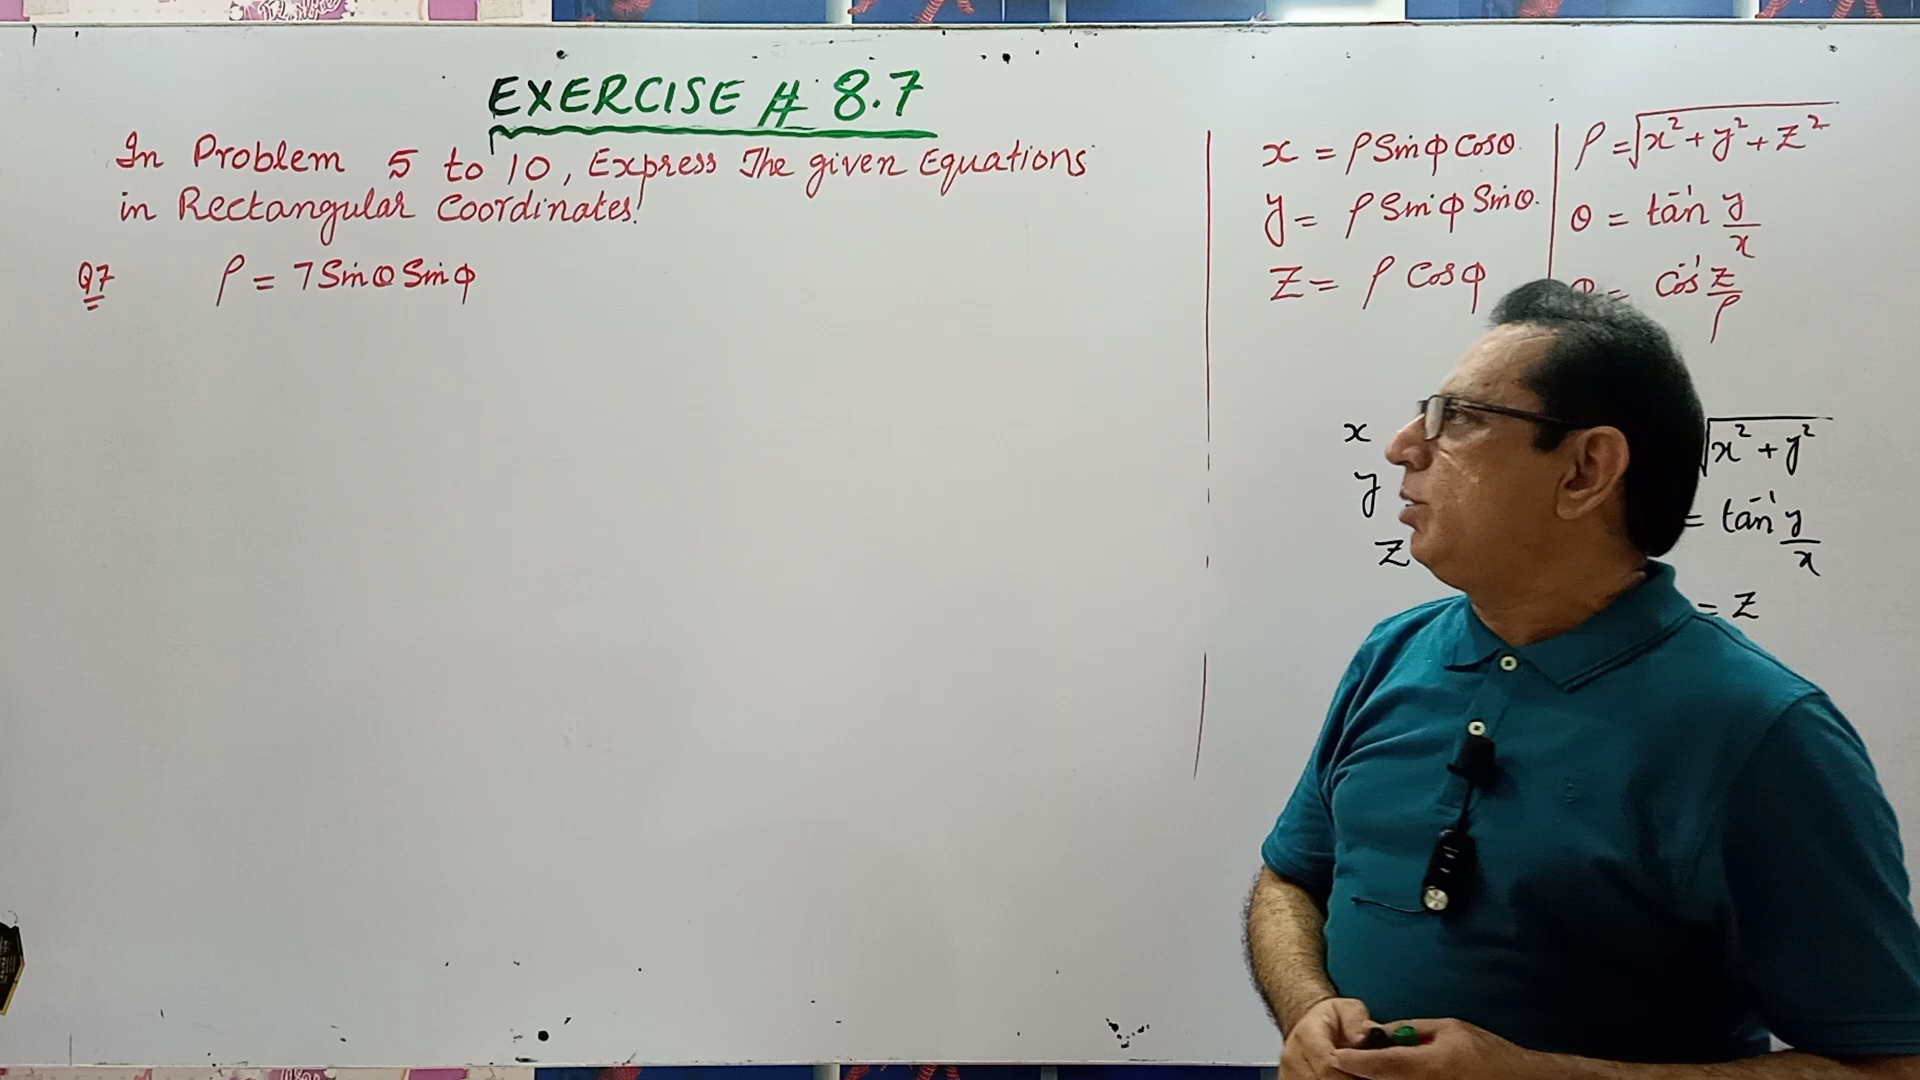 EXERCISE # 8.7
In Problem 5 to 10, Express The given Equations
in Rectangular Coordinates!
Q7 ρ = 7 Sinθ Sinφ
x = ρ Sinφ Cosθ
y = ρ Sinφ Sinθ.
Z = ρ Cosφ
ρ = √x² + y² + z²
θ = tan⁻¹ y/x
φ = Cos⁻¹ z/ρ
x
y
Z
√x² + y²
= tan⁻¹ y/x
= Z